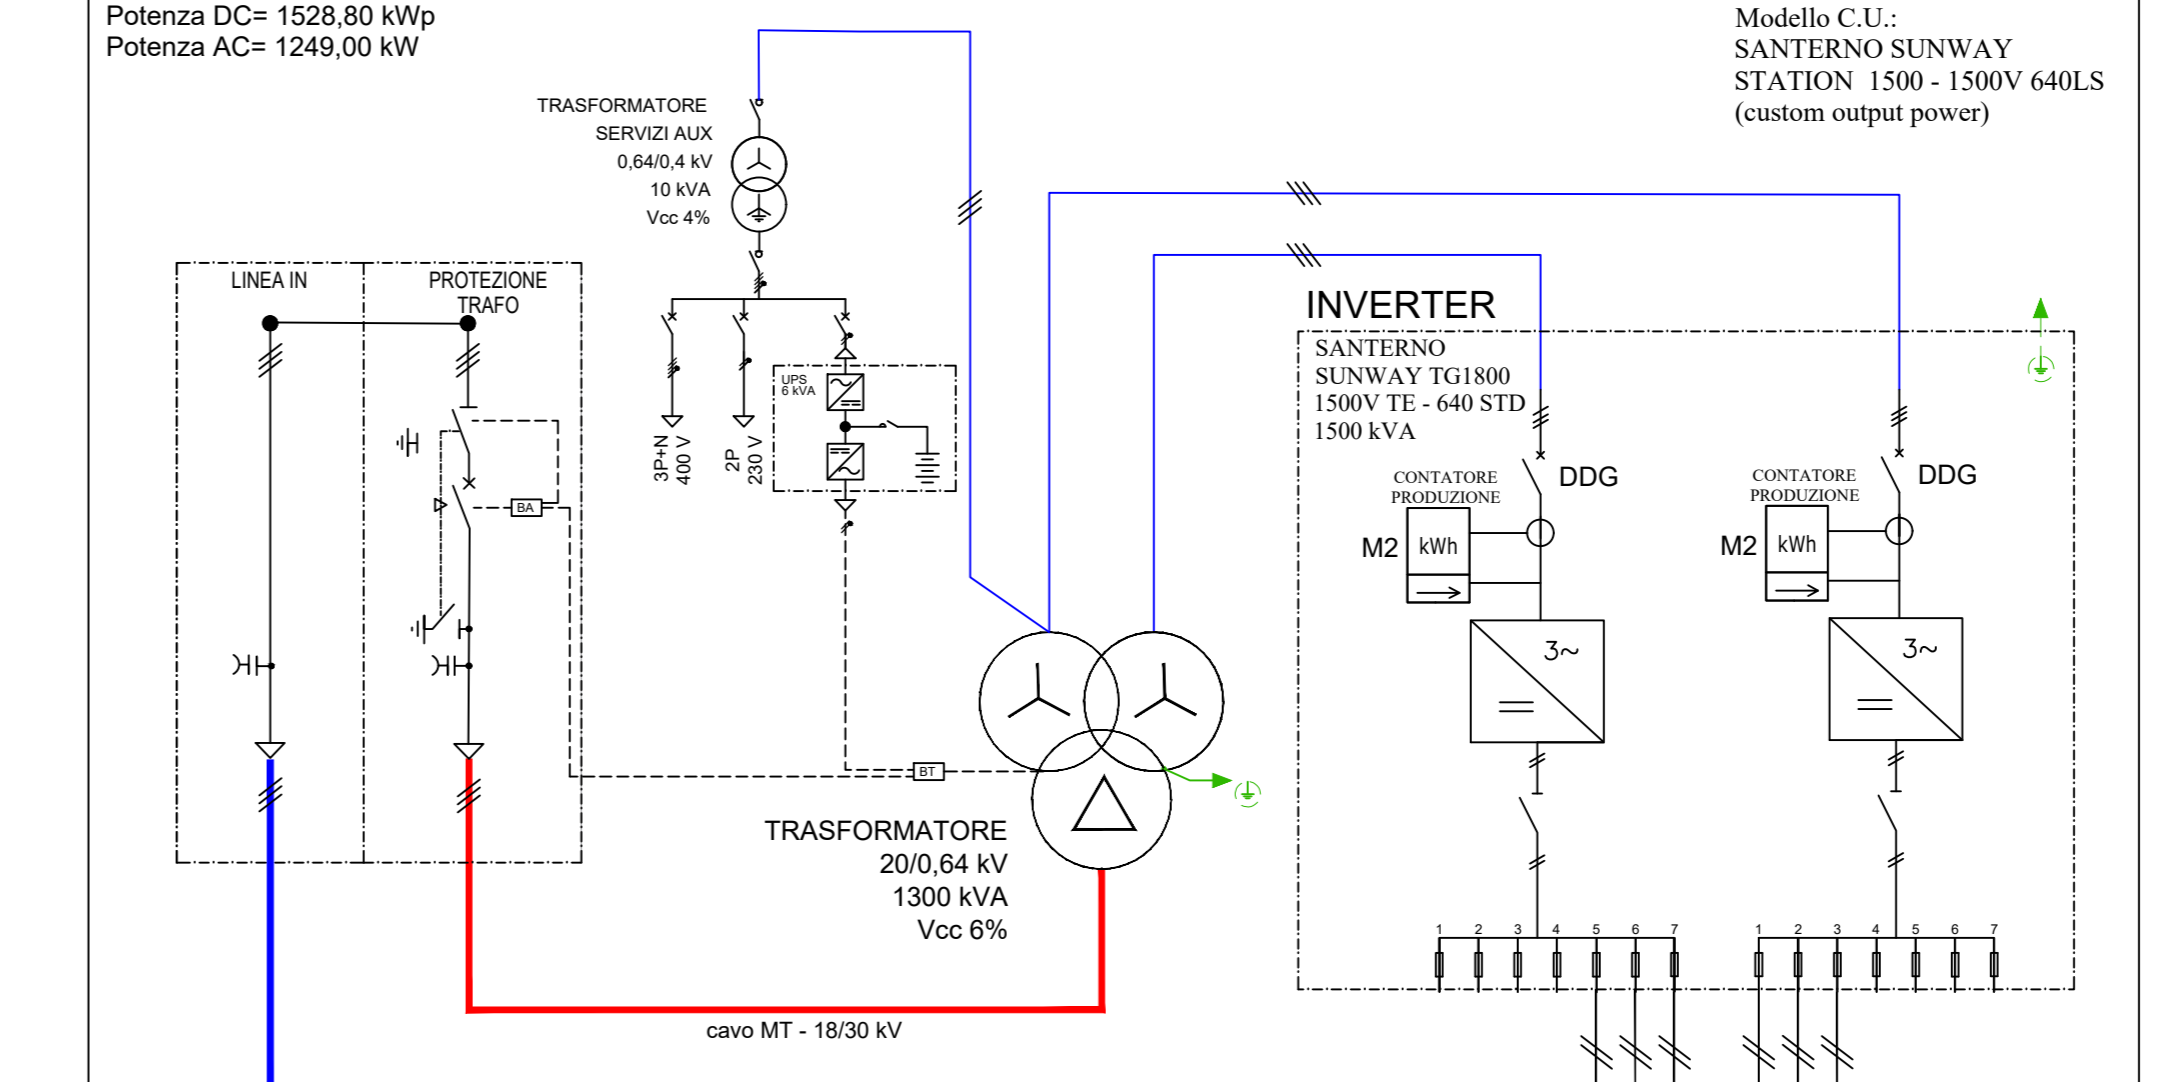 Potenza DC= 1528,80 kWp
Potenza AC= 1249,00 kW
Modello C.U.:
SANTERNO SUNWAY
STATION 1500 - 1500V 640LS
(custom output power)
TRASFORMATORE
SERVIZI AUX
0,64/0,4 kV
10 kVA
Vcc 4%
LINEA IN
PROTEZIONE
TRAFO
BA
3P+N
400 V
2P
230 V
UPS
6 kVA
INVERTER
SANTERNO
SUNWAY TG1800
1500V TE - 640 STD
1500 kVA
CONTATORE
PRODUZIONE
DDG
M2
kWh
3~
CONTATORE
PRODUZIONE
DDG
M2
kWh
3~
BT
TRASFORMATORE
20/0,64 kV
1300 kVA
Vcc 6%
1 2 3 4 5 6 7
1 2 3 4 5 6 7
cavo MT - 18/30 kV